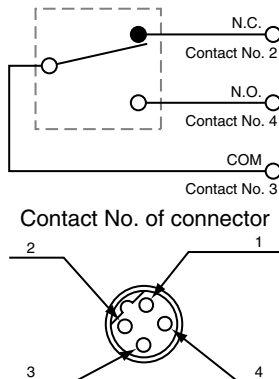 N.C.
Contact No. 2
N.O.
Contact No. 4
COM
Contact No. 3
Contact No. of connector
2 1
3 4